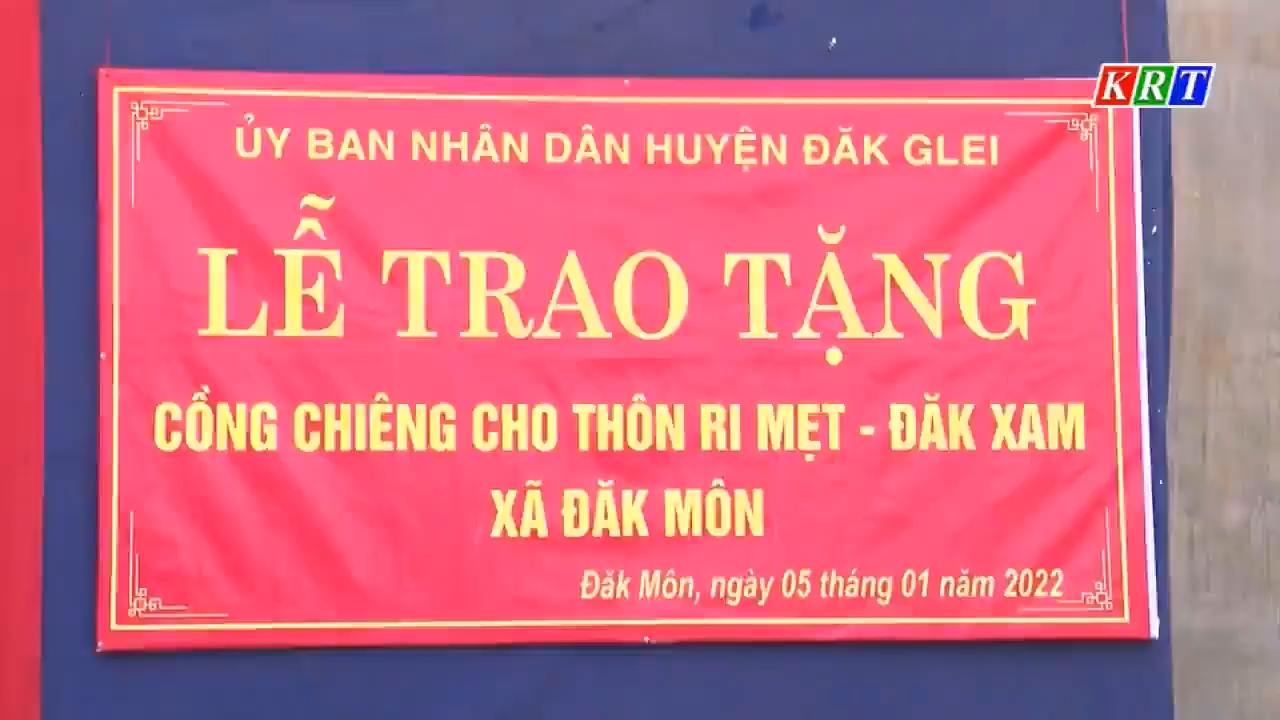 KRT
ỦY BAN NHÂN DÂN HUYỆN ĐĂK GLEI
LỄ TRAO TẶNG
CỒNG CHIÊNG CHO THÔN RI MẸT - ĐĂK XAM
XÃ ĐĂK MÔN
Đăk Môn, ngày 05 tháng 01 năm 2022